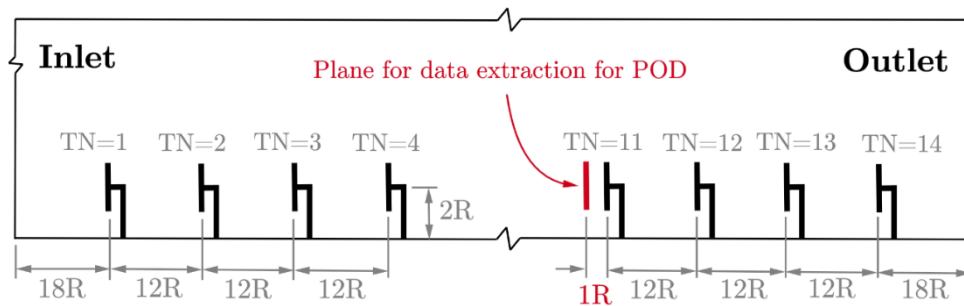 Inlet
Plane for data extraction for POD
Outlet
TN=1 TN=2 TN=3 TN=4 TN=11 TN=12 TN=13 TN=14
2R
18R 12R 12R 12R 1R 12R 12R 12R 18R